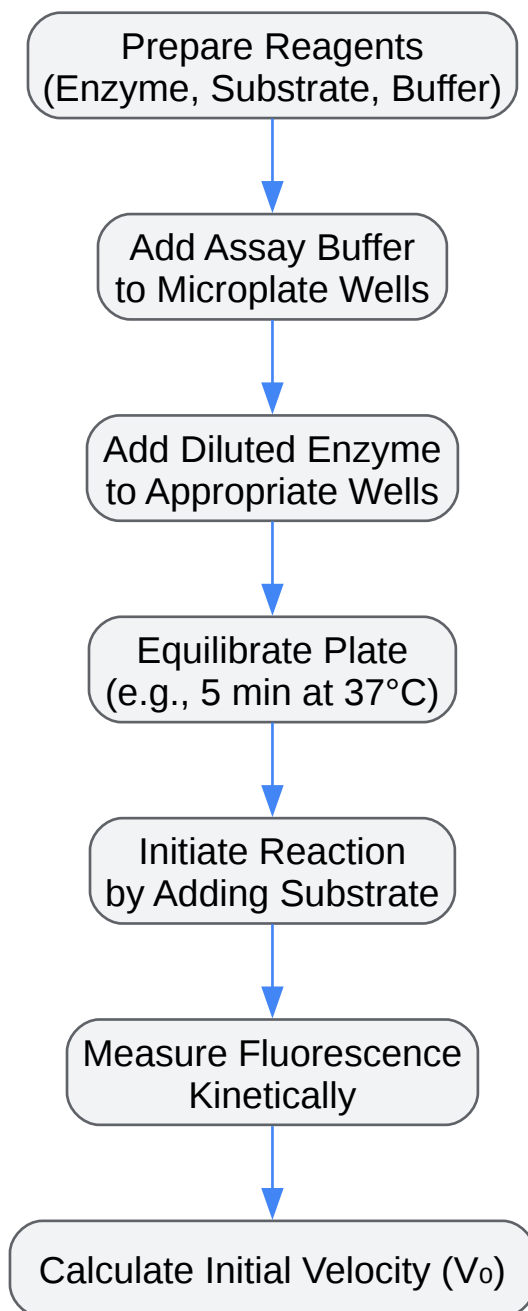 Prepare Reagents
(Enzyme, Substrate, Buffer)
Add Assay Buffer
to Microplate Wells
Add Diluted Enzyme
to Appropriate Wells
Equilibrate Plate
(e.g., 5 min at 37°C)
Initiate Reaction
by Adding Substrate
Measure Fluorescence
Kinetically
Calculate Initial Velocity (V₀)